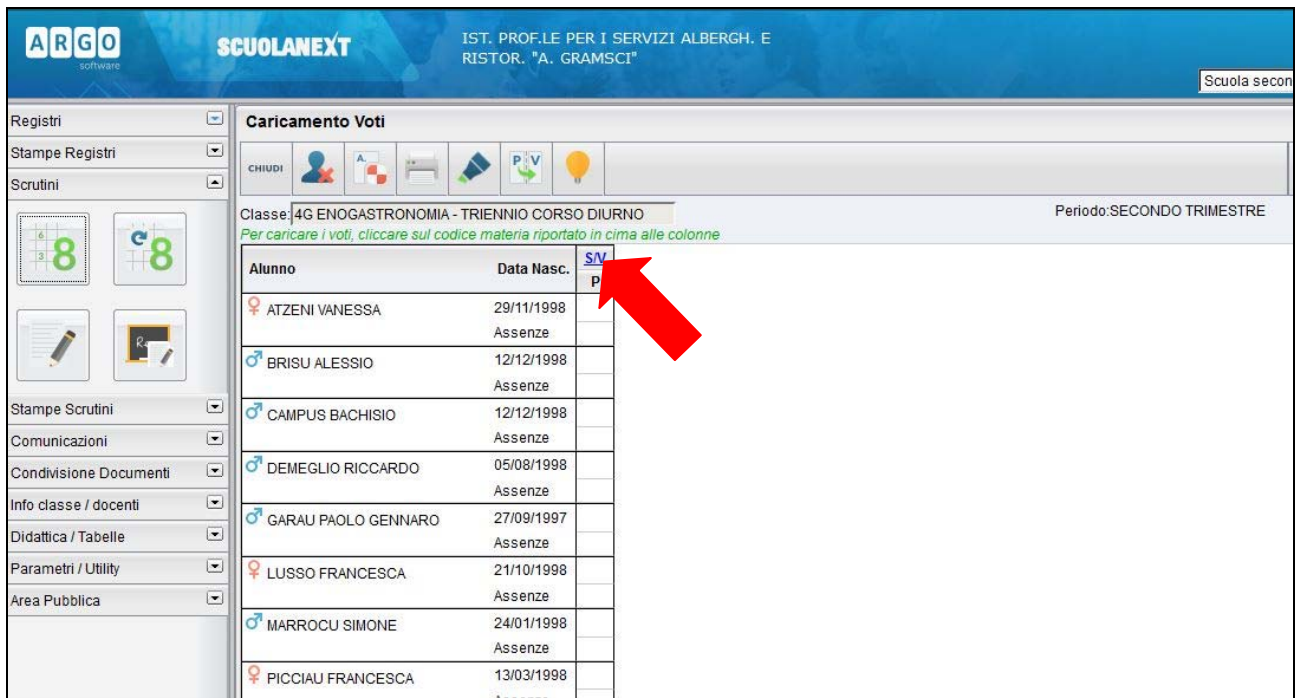 ARGO
software
SCUOLANEXT
IST. PROF.LE PER I SERVIZI ALBERGH. E
RISTOR. "A. GRAMSCI"
Scuola secon
Registri
Stampe Registri
Scrutini
6
3 8
8
Stampe Scrutini
Comunicazioni
Condivisione Documenti
Info classe / docenti
Didattica / Tabelle
Parametri / Utility
Area Pubblica
Caricamento Voti
CHIUDI
A.
P V
Classe: 4G ENOGASTRONOMIA - TRIENNIO CORSO DIURNO
Periodo:SECONDO TRIMESTRE
Per caricare i voti, cliccare sul codice materia riportato in cima alle colonne
Alunno Data Nasc. S/V
P
ATZENI VANESSA 29/11/1998
Assenze
BRISU ALESSIO 12/12/1998
Assenze
CAMPUS BACHISIO 12/12/1998
Assenze
DEMEGLIO RICCARDO 05/08/1998
Assenze
GARAU PAOLO GENNARO 27/09/1997
Assenze
LUSSO FRANCESCA 21/10/1998
Assenze
MARROCU SIMONE 24/01/1998
Assenze
PICCIAU FRANCESCA 13/03/1998